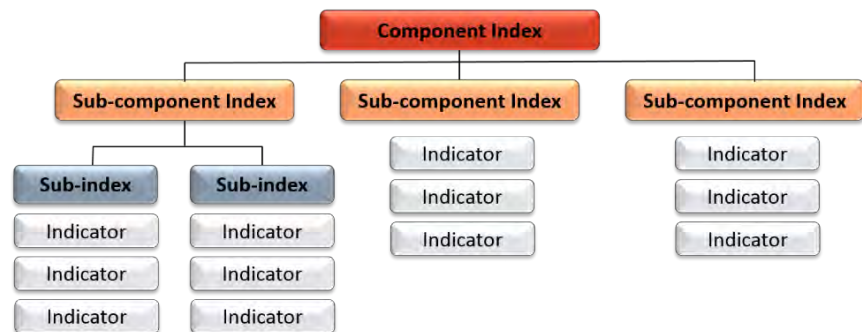 Component Index
Sub-component Index
Sub-component Index
Sub-component Index
Sub-index
Sub-index
Indicator
Indicator
Indicator
Indicator
Indicator
Indicator
Indicator
Indicator
Indicator
Indicator
Indicator
Indicator